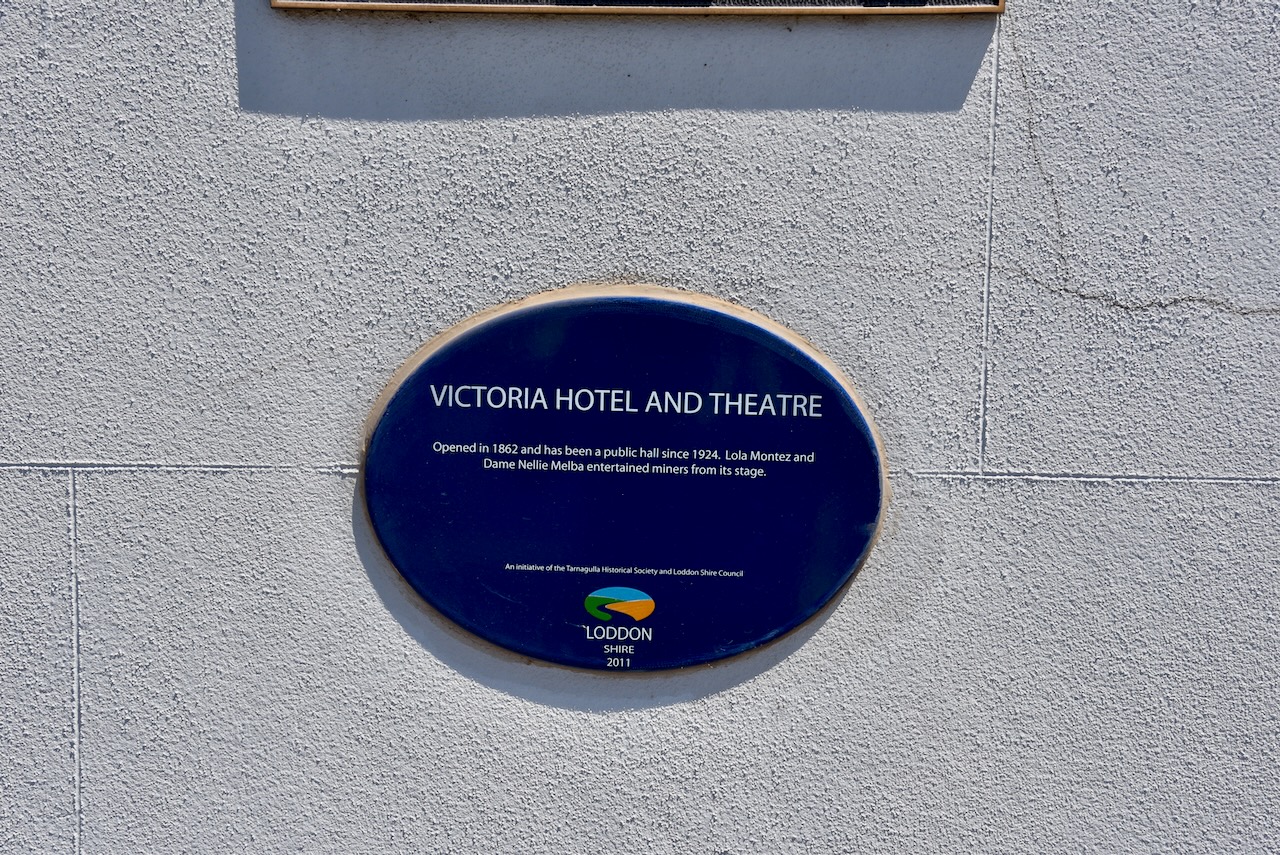 VICTORIA HOTEL AND THEATRE
Opened in 1862 and has been a public hall since 1924. Lola Montez and
Dame Nellie Melba entertained miners from its stage.
An initiative of the Tarnagulla Historical Society and Loddon Shire Council
LODDON
SHIRE
2011